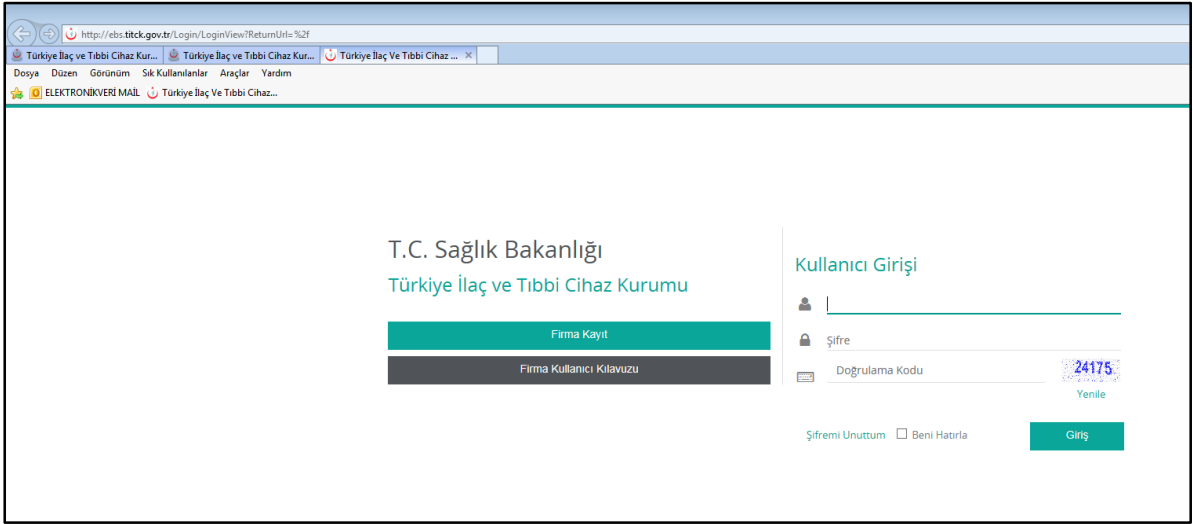 http://ebs.titck.gov.tr/Login/LoginView?ReturnUrl=%2f
Türkiye İlaç ve Tıbbi Cihaz Kur... Türkiye İlaç ve Tıbbi Cihaz Kur... Türkiye İlaç Ve Tıbbi Cihaz ... ×
Dosya Düzen Görünüm Sık Kullanılanlar Araçlar Yardım
ELEKTRONİKVERİ MAİL Türkiye İlaç Ve Tıbbi Cihaz...
T.C. Sağlık Bakanlığı
Türkiye İlaç ve Tıbbi Cihaz Kurumu
Firma Kayıt
Firma Kullanıcı Kılavuzu
Kullanıcı Girişi
Şifre
Doğrulama Kodu 24175
Yenile
Şifremi Unuttum Beni Hatırla Giriş